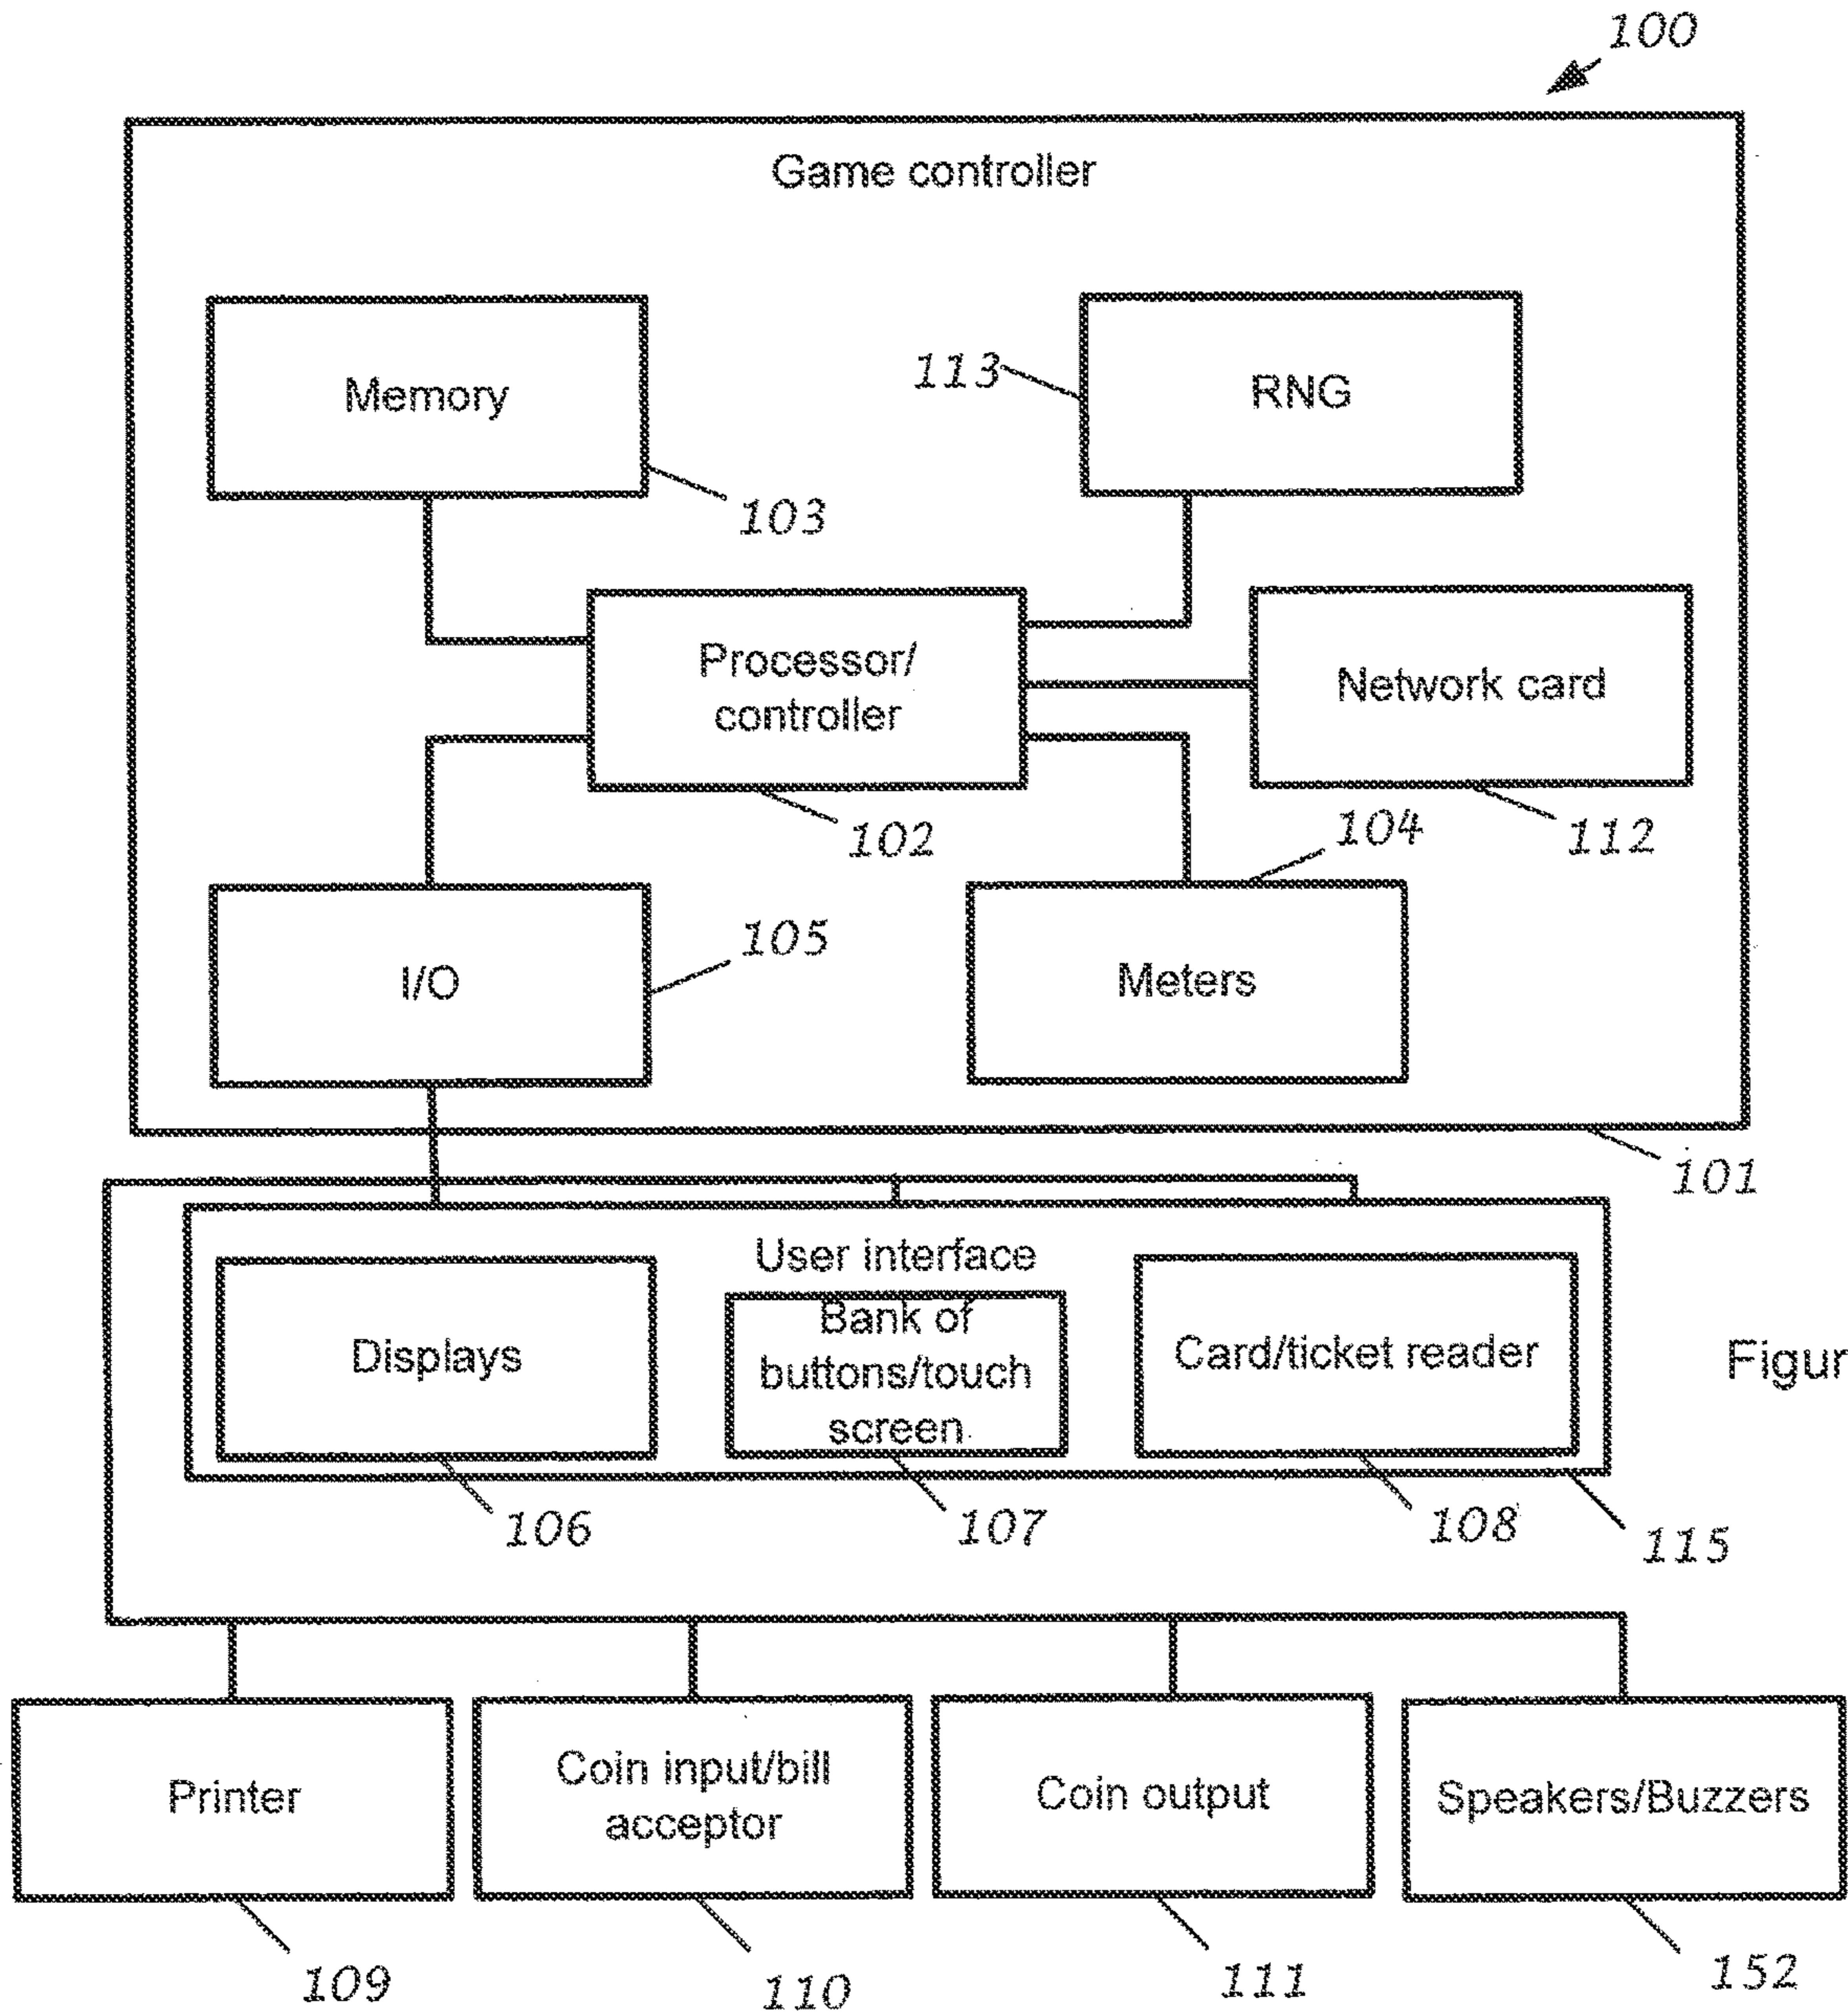 100
Game controller
Memory
113
RNG
103
Processor/
controller
Network card
102
104
112
I/O
105
Meters
101
User interface
Displays
Bank of
buttons/touch
screen
Card/ticket reader
Figur
106
107
108
115
Printer
Coin input/bill
acceptor
Coin output
Speakers/Buzzers
109
110
111
152